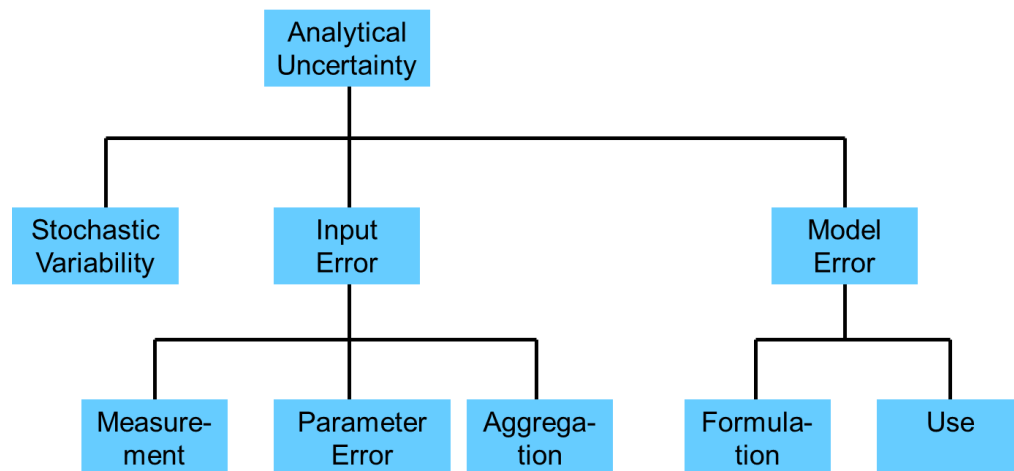 Analytical
Uncertainty
Stochastic
Variability
Input
Error
Model
Error
Measure-
ment
Parameter
Error
Aggrega-
tion
Formula-
tion
Use